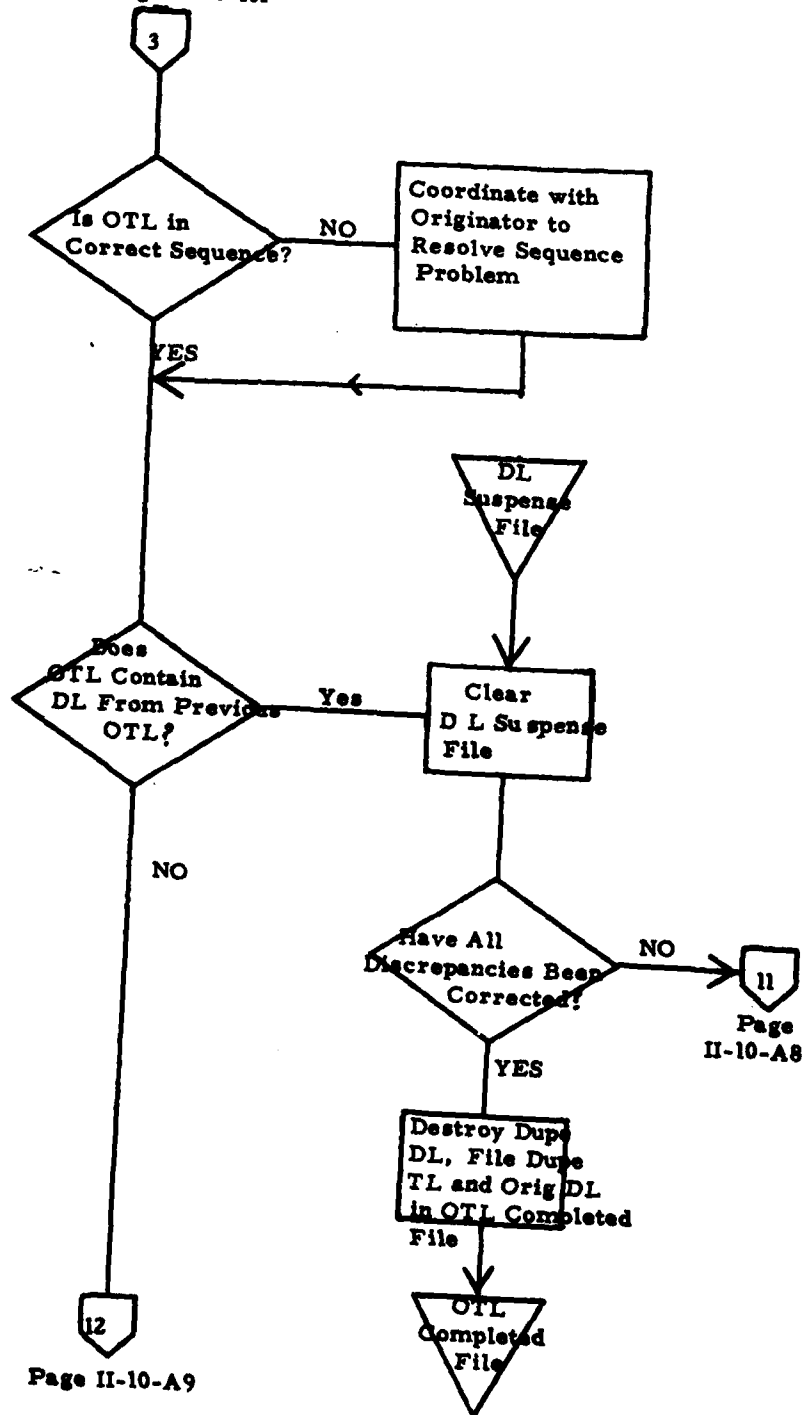 3
Is OTL in
Correct Sequence?
NO
Coordinate with
Originator to
Resolve Sequence
Problem
YES
DL
Suspense
File
Does
OTL Contain
DL From Previous
OTL?
Yes
Clear
D L Suspense
File
NO
Have All
Discrepancies Been
Corrected?
NO
11
Page
II-10-A8
YES
Destroy Dupe
DL, File Dupe
TL and Orig DL
in OTL Completed
File
OTL
Completed
File
12
Page II-10-A9